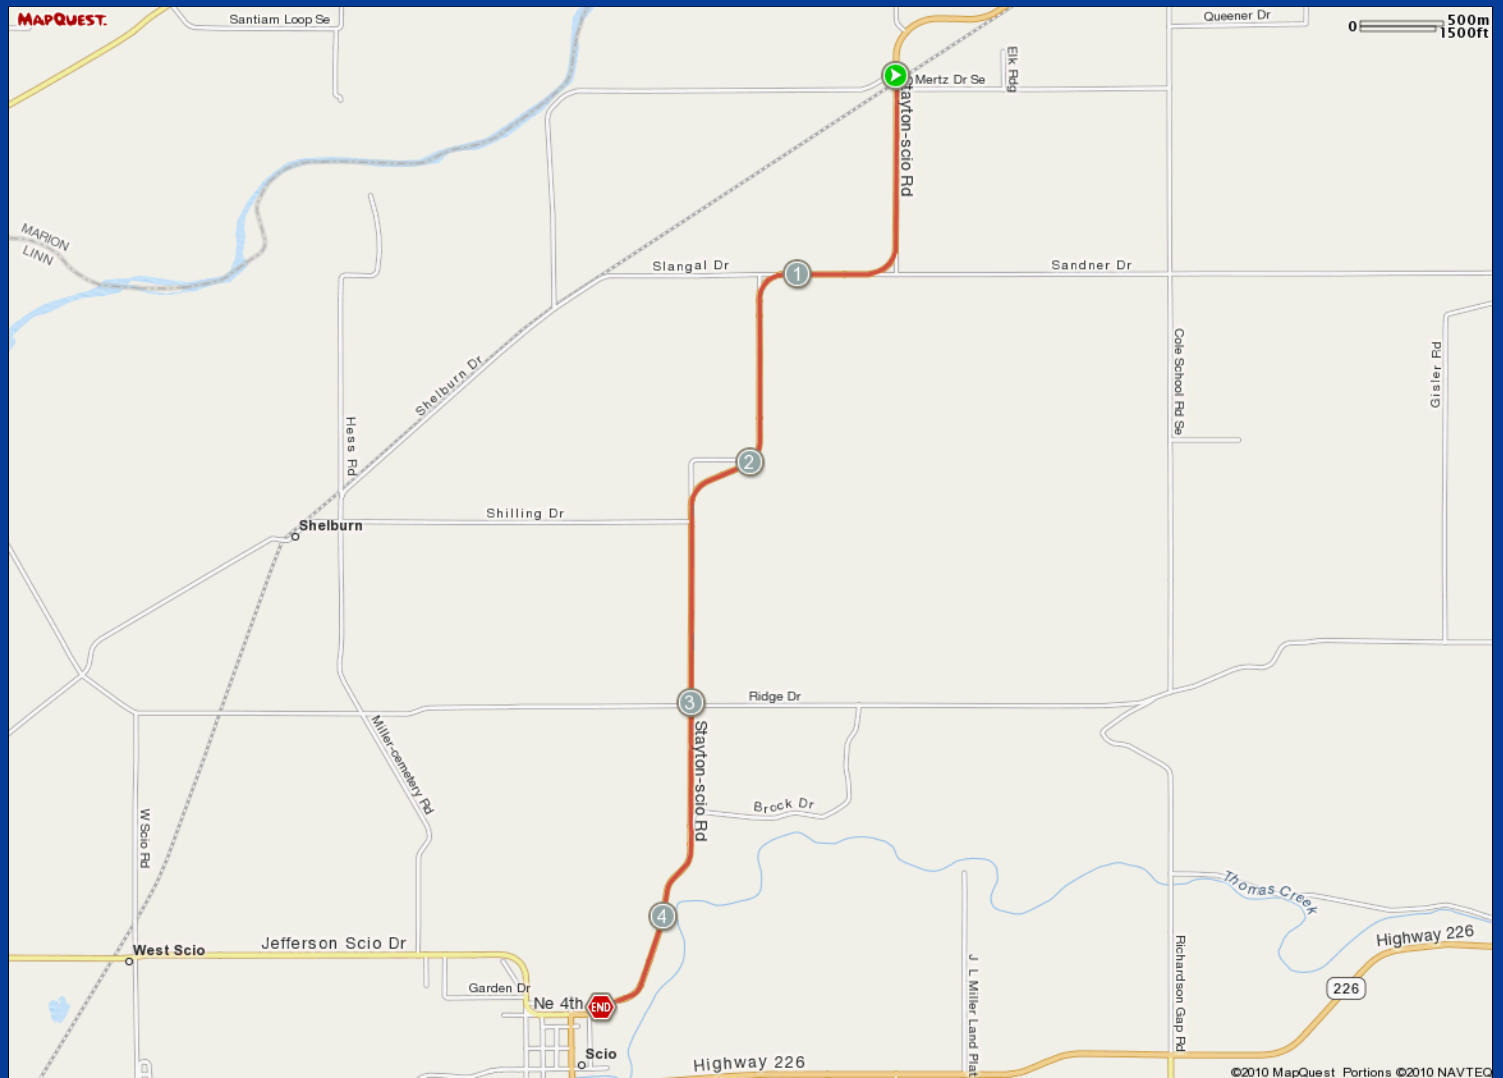 MAPQUEST.
Santiam Loop Se
Queener Dr
0
500m
1500ft
Elk Rdg
Mertz Dr Se
Stayton-scio Rd
MARION
LINN
Slangal Dr
1
Sandner Dr
Shelburn Dr
Cole School Rd Se
Gisler Rd
Hess Rd
2
Shilling Dr
Shelburn
3
Ridge Dr
Stayton-scio Rd
Miller-cemetery Rd
Brock Dr
W Scio Rd
Thomas Creek
4
West Scio
Jefferson Scio Dr
Highway 226
Richardson Gap Rd
J L Miller Land Plat
Garden Dr
226
Ne 4th
END
Scio
Highway 226
©2010 MapQuest Portions ©2010 NAVTEQ